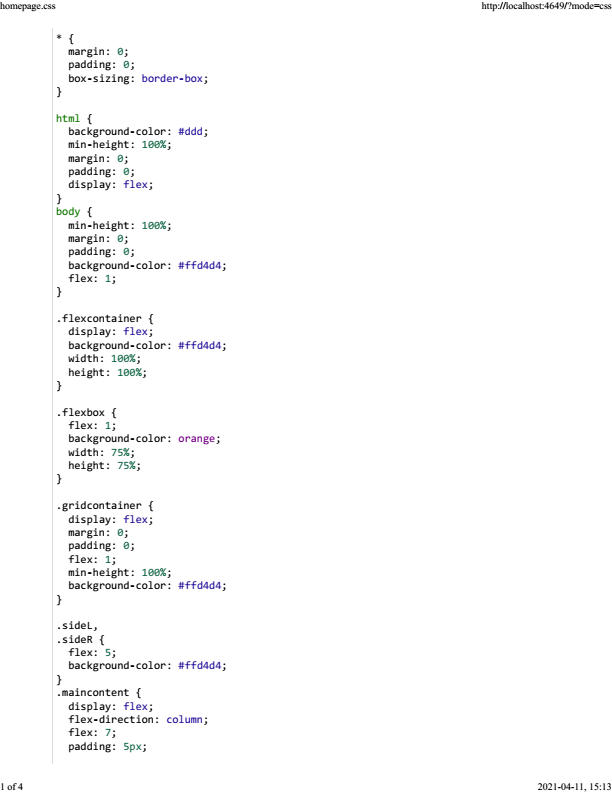 homepage.css
http://localhost:4649/?mode=css
* {
  margin: 0;
  padding: 0;
  box-sizing: border-box;
}

html {
  background-color: #ddd;
  min-height: 100%;
  margin: 0;
  padding: 0;
  display: flex;
}
body {
  min-height: 100%;
  margin: 0;
  padding: 0;
  background-color: #ffd4d4;
  flex: 1;
}

.flexcontainer {
  display: flex;
  background-color: #ffd4d4;
  width: 100%;
  height: 100%;
}

.flexbox {
  flex: 1;
  background-color: orange;
  width: 75%;
  height: 75%;
}

.gridcontainer {
  display: flex;
  margin: 0;
  padding: 0;
  flex: 1;
  min-height: 100%;
  background-color: #ffd4d4;
}

.sideL,
.sideR {
  flex: 5;
  background-color: #ffd4d4;
}
.maincontent {
  display: flex;
  flex-direction: column;
  flex: 7;
  padding: 5px;
1 of 4
2021-04-11, 15:13